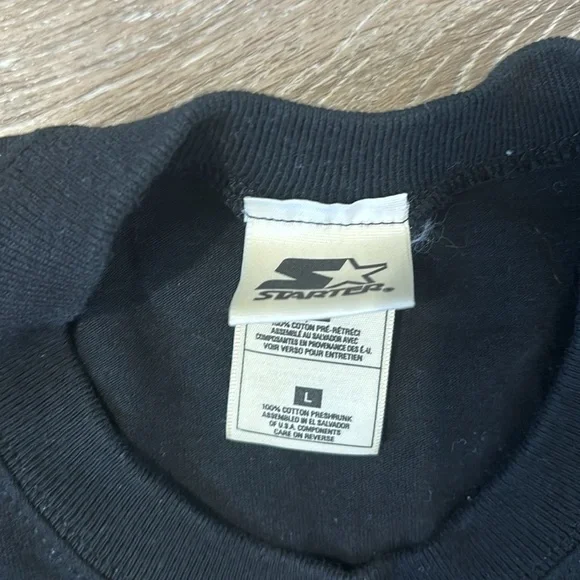 STARTER®
100% COTTON PRÉ-RÉTRÉCI
ASSEMBLÉ AU SALVADOR AVEC
COMPOSANTES EN PROVENANCE DES É.-U.
VOIR VERSO POUR ENTRETIEN
L
100% COTTON PRESHRUNK
ASSEMBLED IN EL SALVADOR
OF U.S.A. COMPONENTS
CARE ON REVERSE